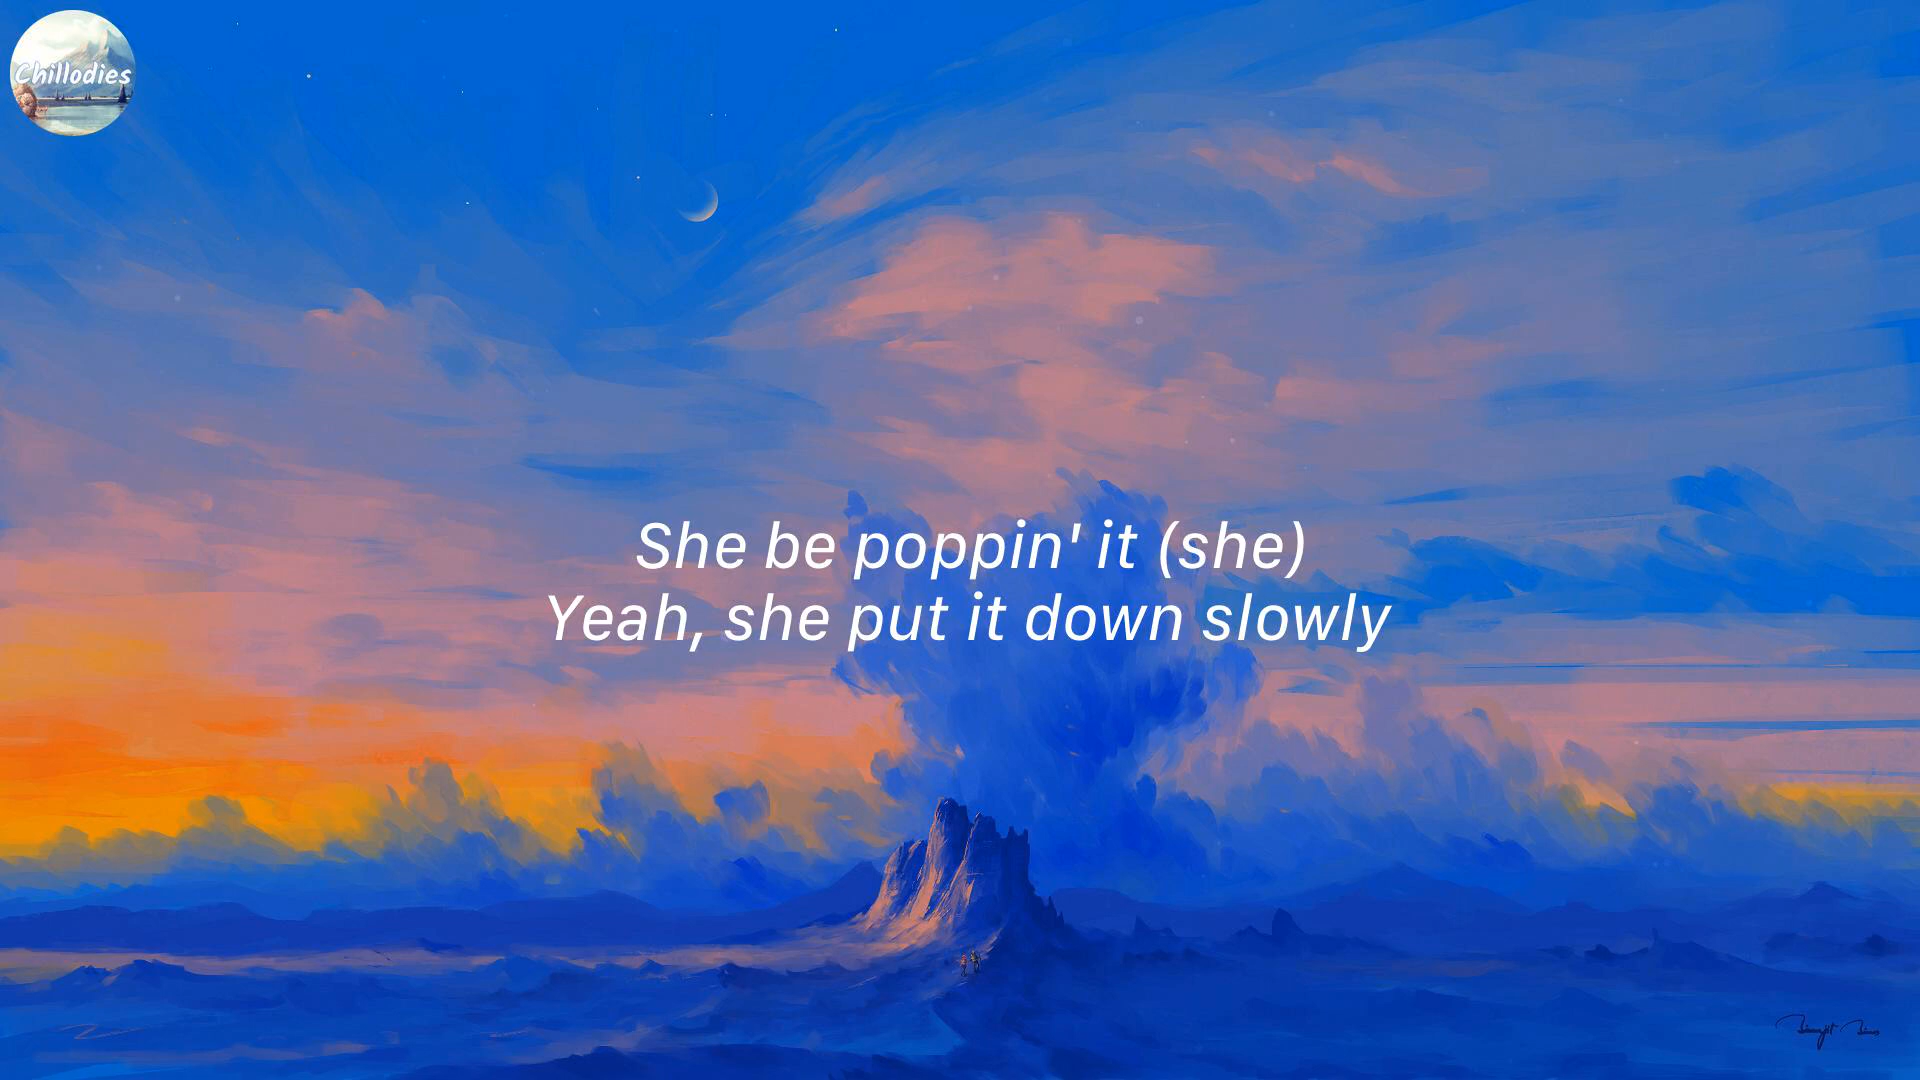 Chillodies
She be poppin' it (she)
Yeah, she put it down slowly